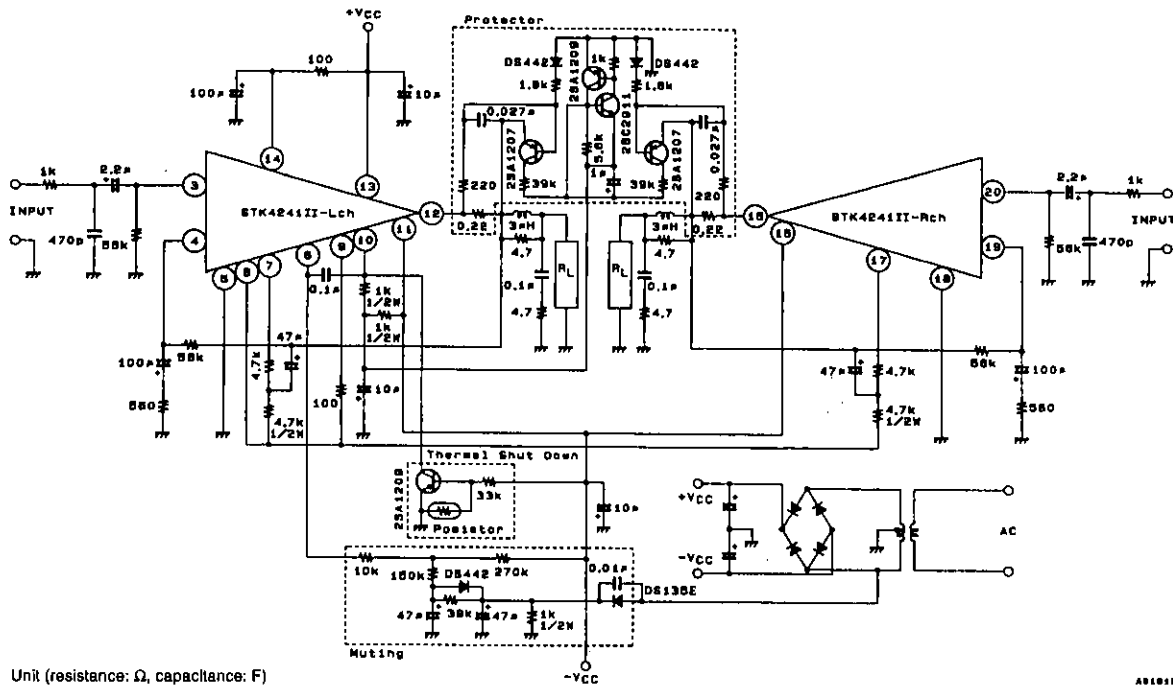 +VCC
Protector
100
100μ
10μ
DS442
2SA1209
1k
DS442
1.8k
1.8k
0.027μ
2SA1207
2SC2911
5.6k
2SA1207
0.027μ
14
13
1k
2.2μ
3
INPUT
470p
56k
4
STK4241II-Lch
12
220
0.22
39k
1μ
39k
220
0.22
3μH
4.7
3μH
4.7
RL
RL
0.1μ
4.7
0.1μ
4.7
16
15
STK4241II-Rch
20
19
2.2μ
1k
INPUT
56k
470p
5
8
7
6
9
10
11
17
18
0.1μ
1k
1/2W
1k
1/2W
56k
100μ
560
4.7k
47μ
4.7k
1/2W
100
10μ
47μ
4.7k
4.7k
1/2W
56k
100μ
560
Thermal Shut Down
2SA1209
33k
Posistor
10μ
+VCC
-VCC
AC
10k
150k
DS442
270k
0.01μ
DS135E
39k
47μ
47μ
1k
1/2W
Muting
-VCC
Unit (resistance: Ω, capacitance: F)